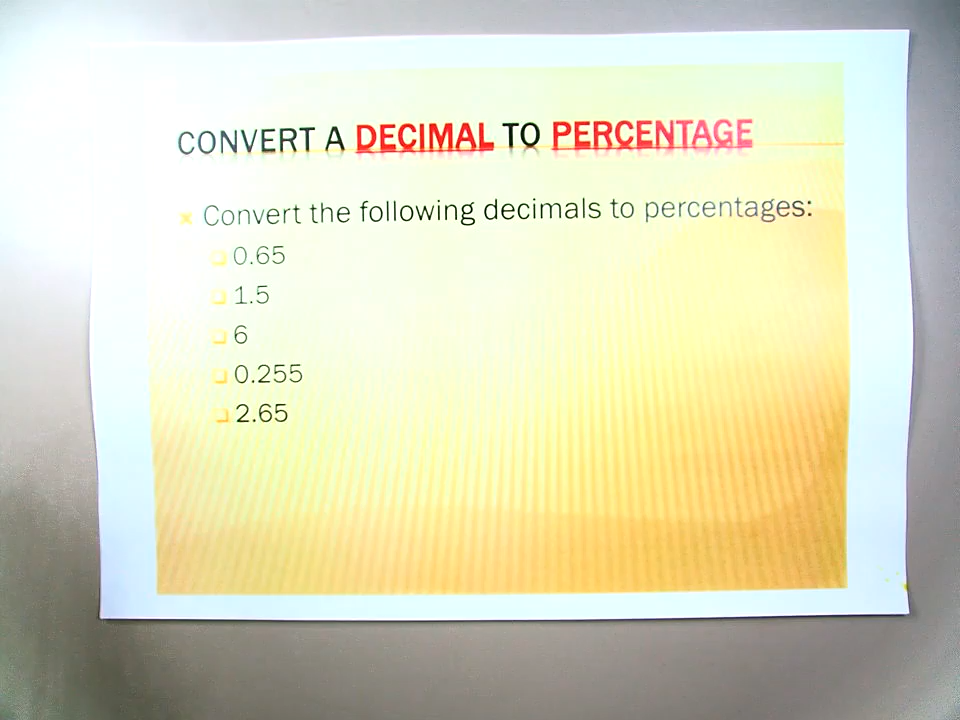 CONVERT A DECIMAL TO PERCENTAGE
Convert the following decimals to percentages:
0.65
1.5
6
0.255
2.65